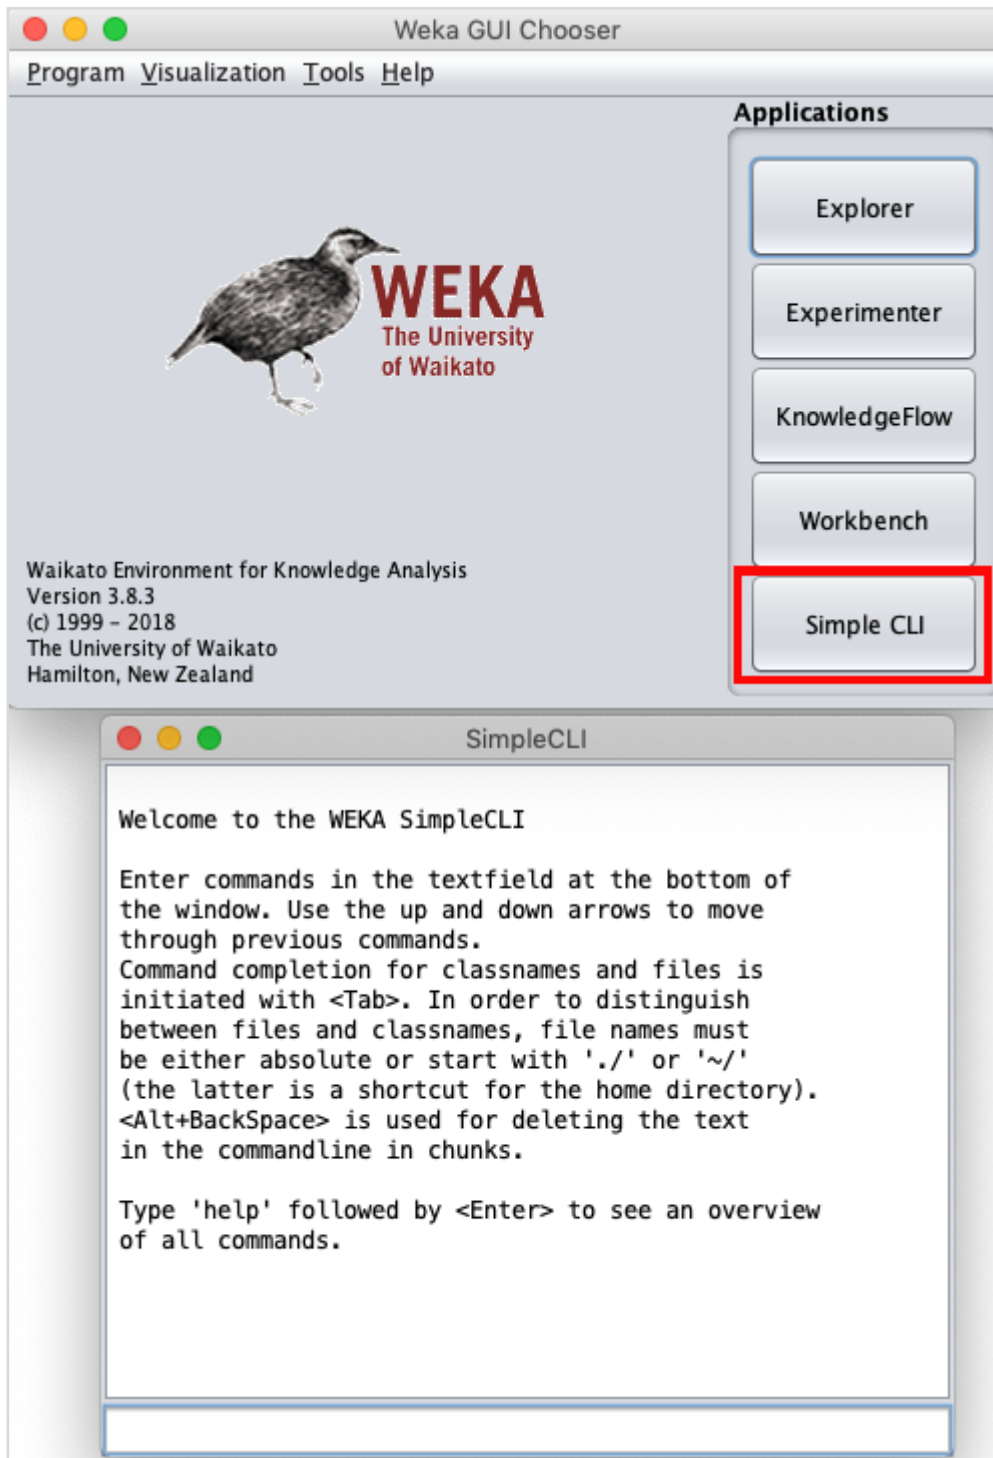 Weka GUI Chooser
Program Visualization Tools Help
Applications
Explorer
Experimenter
KnowledgeFlow
Workbench
Simple CLI
WEKA
The University
of Waikato
Waikato Environment for Knowledge Analysis
Version 3.8.3
(c) 1999 – 2018
The University of Waikato
Hamilton, New Zealand
SimpleCLI
Welcome to the WEKA SimpleCLI
Enter commands in the textfield at the bottom of
the window. Use the up and down arrows to move
through previous commands.
Command completion for classnames and files is
initiated with <Tab>. In order to distinguish
between files and classnames, file names must
be either absolute or start with './' or '~/'
(the latter is a shortcut for the home directory).
<Alt+BackSpace> is used for deleting the text
in the commandline in chunks.
Type 'help' followed by <Enter> to see an overview
of all commands.